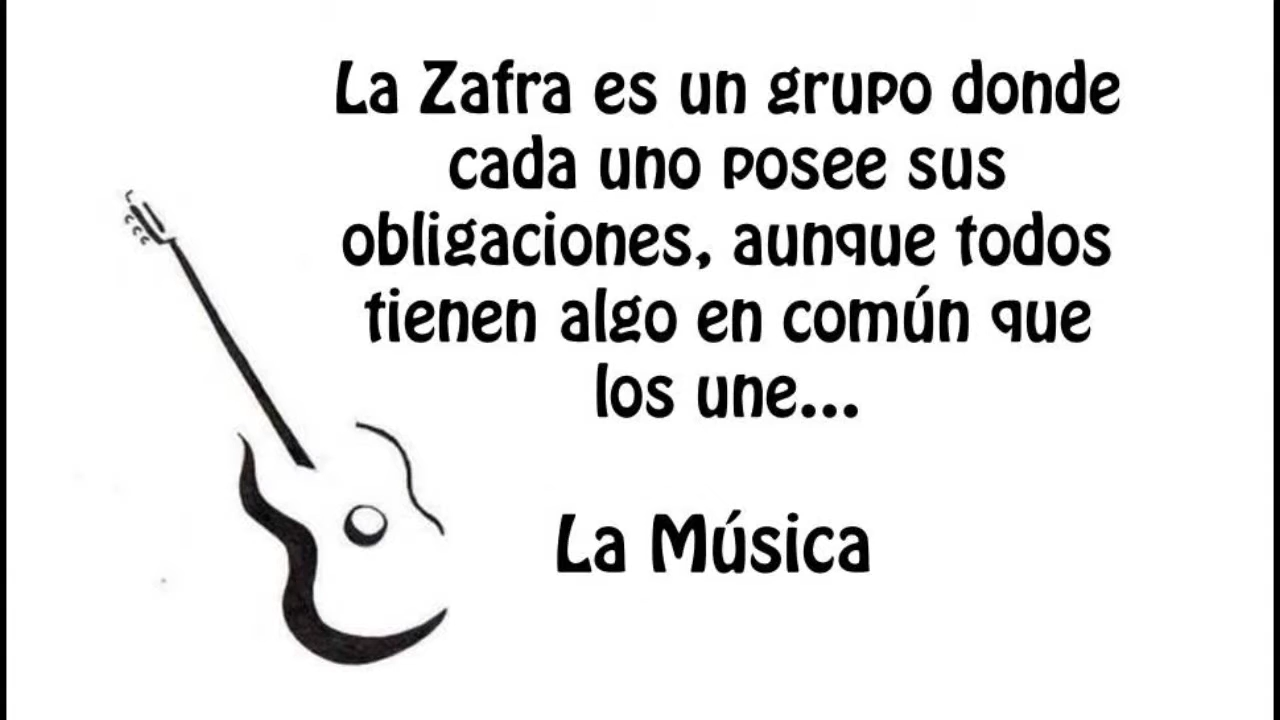 La Zafra es un grupo donde
cada uno posee sus
obligaciones, aunque todos
tienen algo en común que
los une...
La Música